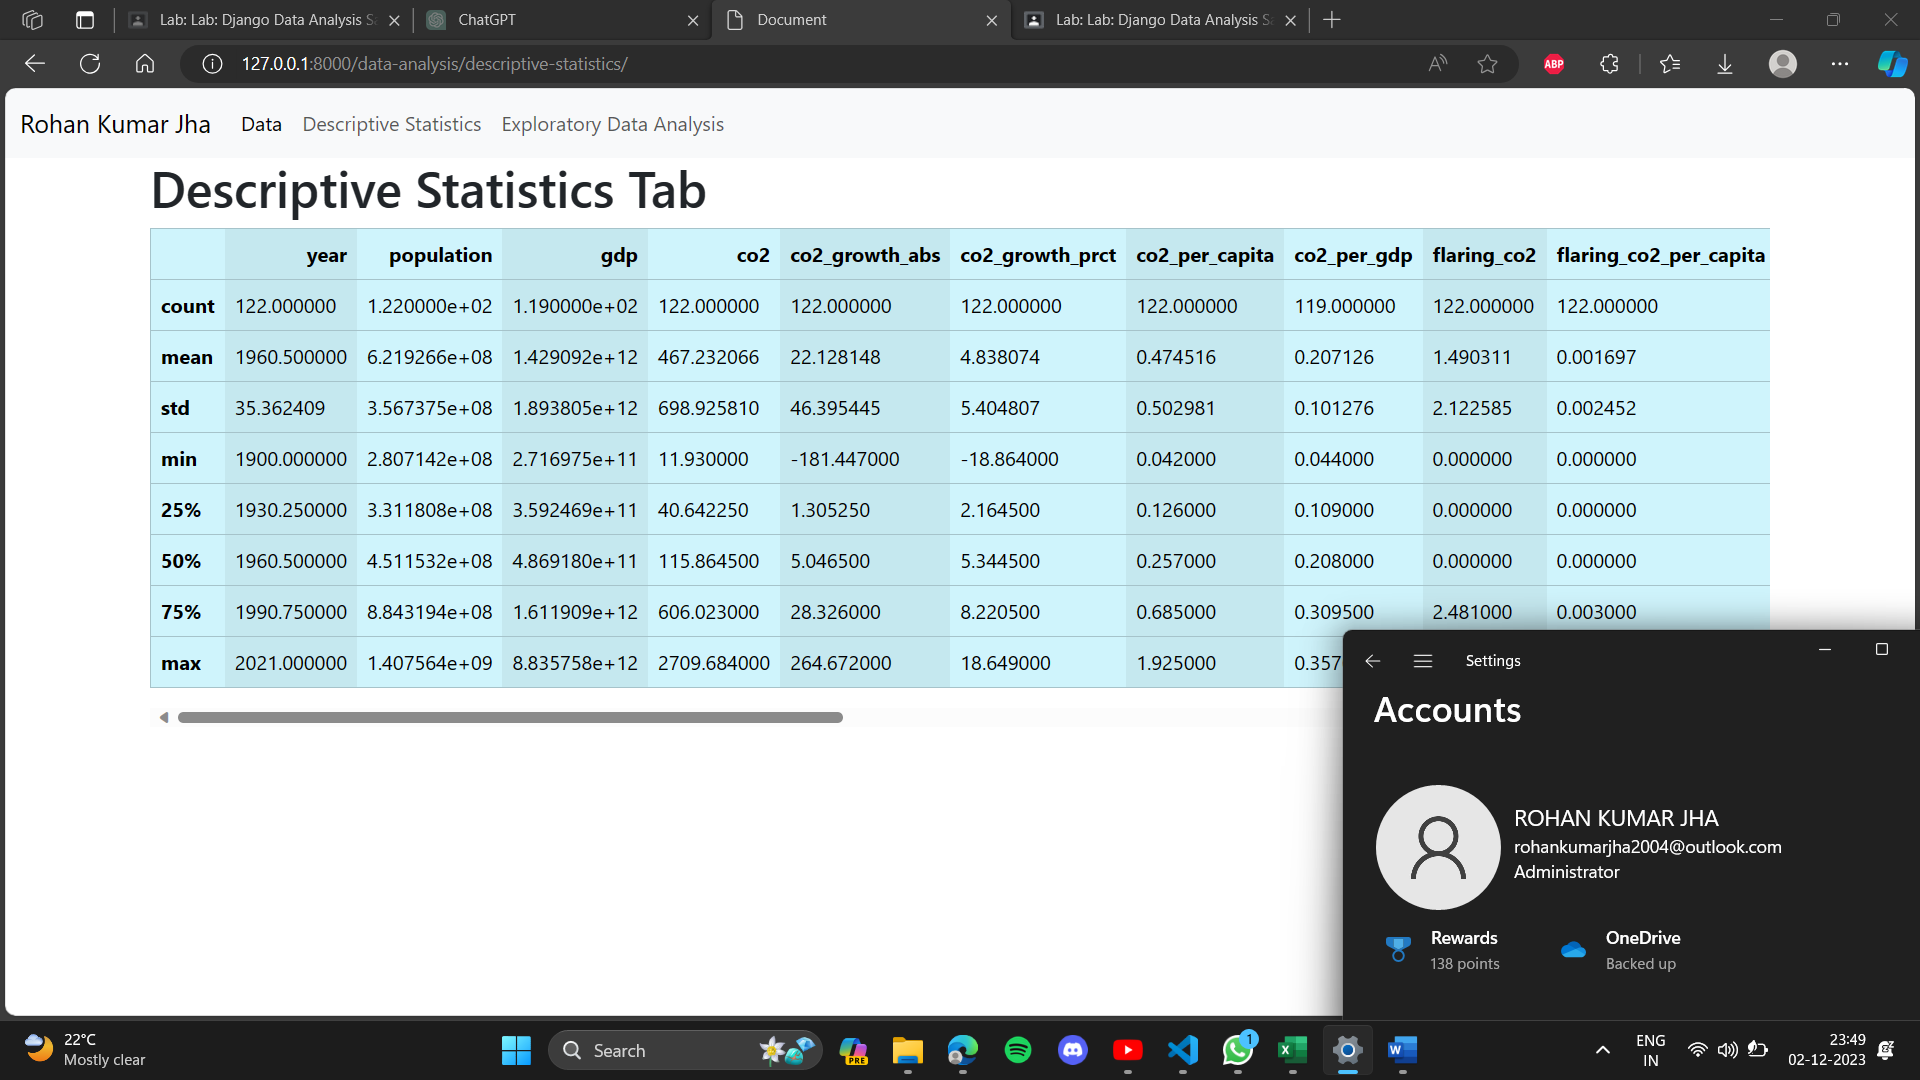 Lab: Lab: Django Data Analysis S
ChatGPT
Document
Lab: Lab: Django Data Analysis S
127.0.0.1:8000/data-analysis/descriptive-statistics/
ABP
Rohan Kumar Jha Data Descriptive Statistics Exploratory Data Analysis
Descriptive Statistics Tab
year population gdp co2 co2_growth_abs co2_growth_prct co2_per_capita co2_per_gdp flaring_co2 flaring_co2_per_capita
count 122.000000 1.220000e+02 1.190000e+02 122.000000 122.000000 122.000000 122.000000 119.000000 122.000000 122.000000
mean 1960.500000 6.219266e+08 1.429092e+12 467.232066 22.128148 4.838074 0.474516 0.207126 1.490311 0.001697
std 35.362409 3.567375e+08 1.893805e+12 698.925810 46.395445 5.404807 0.502981 0.101276 2.122585 0.002452
min 1900.000000 2.807142e+08 2.716975e+11 11.930000 -181.447000 -18.864000 0.042000 0.044000 0.000000 0.000000
25% 1930.250000 3.311808e+08 3.592469e+11 40.642250 1.305250 2.164500 0.126000 0.109000 0.000000 0.000000
50% 1960.500000 4.511532e+08 4.869180e+11 115.864500 5.046500 5.344500 0.257000 0.208000 0.000000 0.000000
75% 1990.750000 8.843194e+08 1.611909e+12 606.023000 28.326000 8.220500 0.685000 0.309500 2.481000 0.003000
max 2021.000000 1.407564e+09 8.835758e+12 2709.684000 264.672000 18.649000 1.925000 0.357
Settings
Accounts
ROHAN KUMAR JHA
rohankumarjha2004@outlook.com
Administrator
Rewards
138 points
OneDrive
Backed up
22°C
Mostly clear
Search
PRE
1
ENG
IN
23:49
02-12-2023